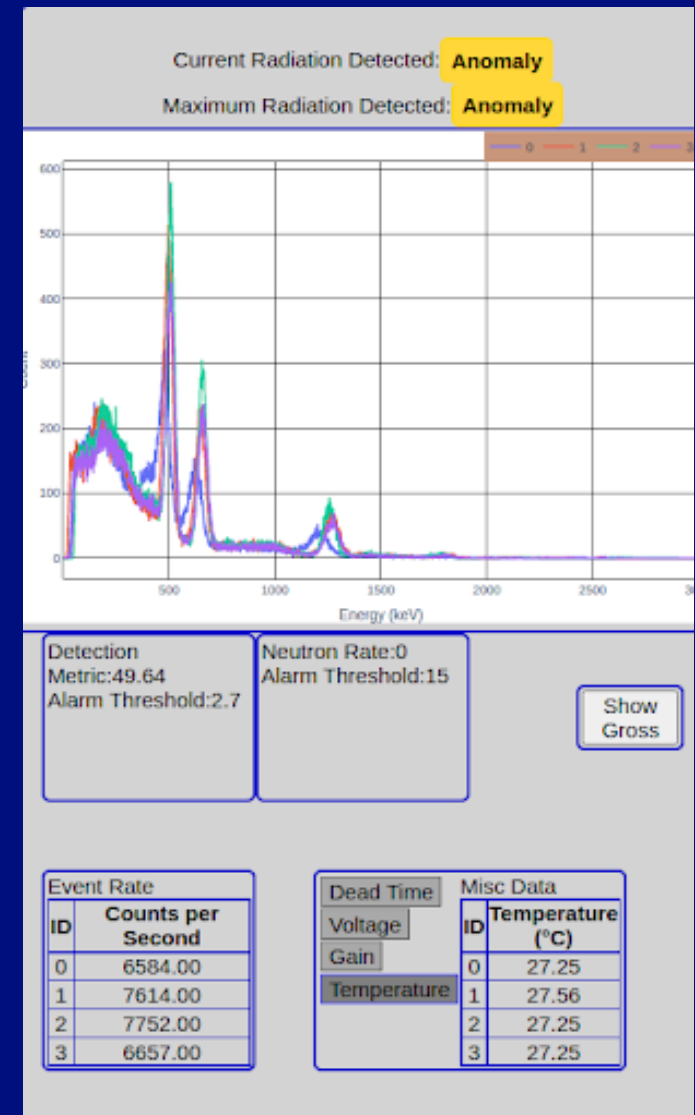 Current Radiation Detected: Anomaly
Maximum Radiation Detected: Anomaly
0 1 2 3
600
500
400
300
200
100
0
500 1000 1500 2000 2500
Energy (keV)
Detection
Metric:49.64
Alarm Threshold:2.7
Neutron Rate:0
Alarm Threshold:15
Show
Gross
Event Rate
ID Counts per
Second
0 6584.00
1 7614.00
2 7752.00
3 6657.00
Dead Time
Voltage
Gain
Temperature
Misc Data
ID Temperature
(°C)
0 27.25
1 27.56
2 27.25
3 27.25